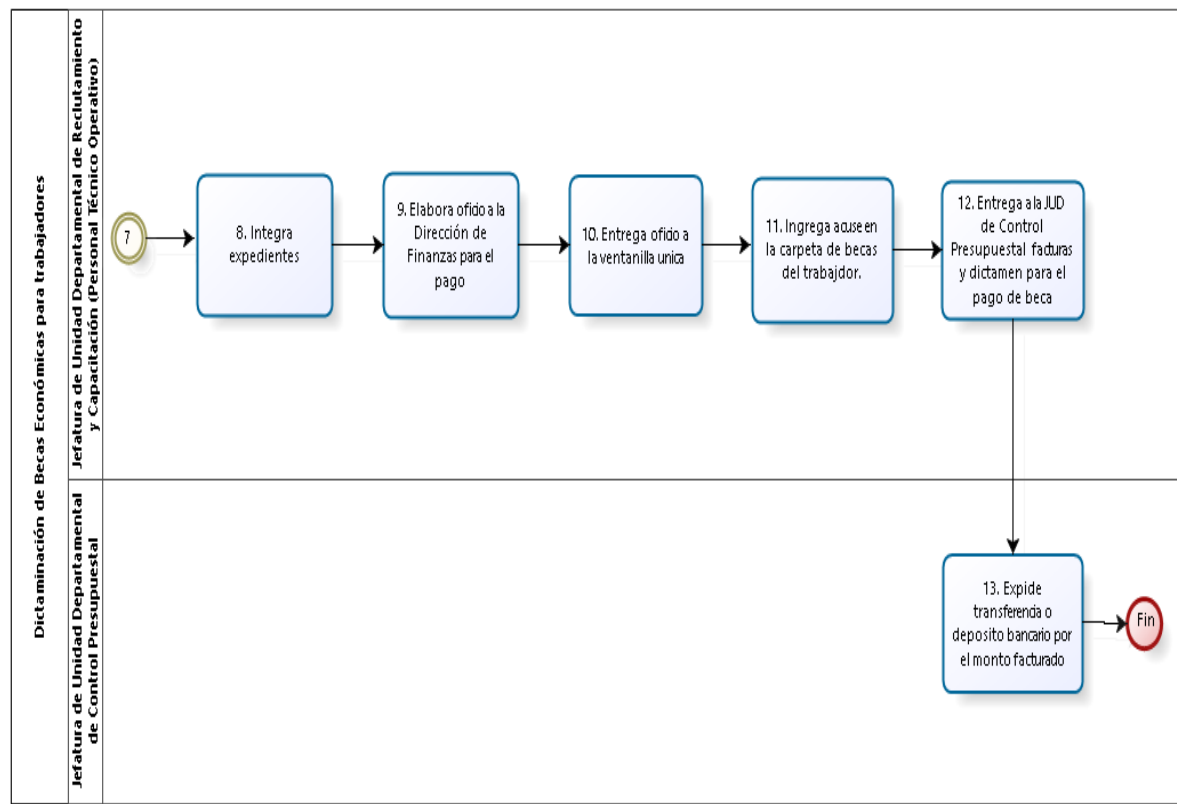 Dictaminación de Becas Económicas para trabajadores
Jefatura de Unidad Departamental de Reclutamiento
y Capacitación (Personal Técnico Operativo)
7
8. Integra
expedientes
9. Elabora oficio a la
Dirección de
Finanzas para el
pago
10. Entrega oficio a
la ventanilla unica
11. Ingrega acuse en
la carpeta de becas
del trabajdor.
12. Entrega a la JUD
de Control
Presupuestal facturas
y dictamen para el
pago de beca
Jefatura de Unidad Departamental
de Control Presupuestal
13. Expide
transferencia o
deposito bancario por
el monto facturado
Fin